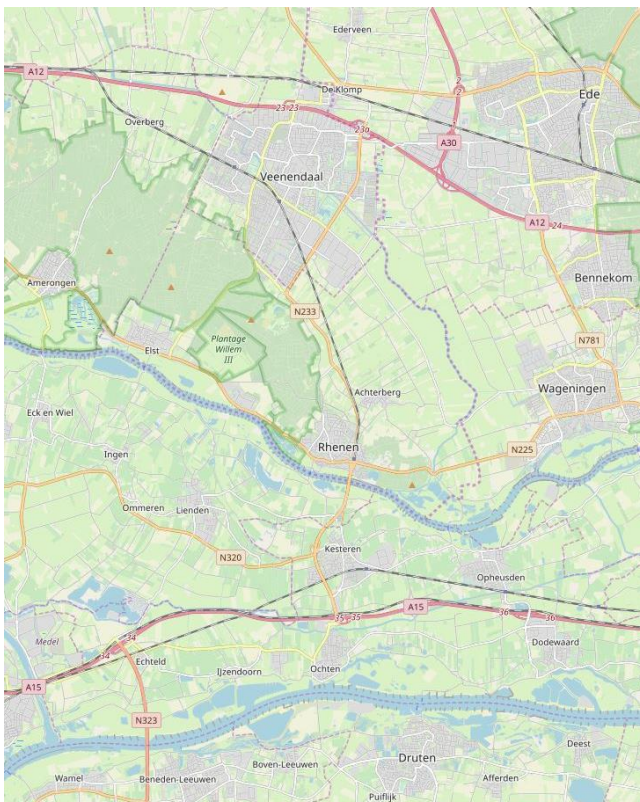 Ederveen
A12
2
2
De Klomp
Ede
23 23
Overberg
23a
A30
Veenendaal
A12
24
Bennekom
Amerongen
N233
Plantage
Willem
III
Elst
N781
Wageningen
Achterberg
Eck en Wiel
Rhenen
N225
Ingen
Ommeren
Lienden
Kesteren
N320
Opheusden
A15
35
35
36
36
34
Medel
Dodewaard
34
Echteld
IJzendoorn
Ochten
A15
N323
Druten
Deest
Boven-Leeuwen
Wamel
Beneden-Leeuwen
Afferden
Puiflijk